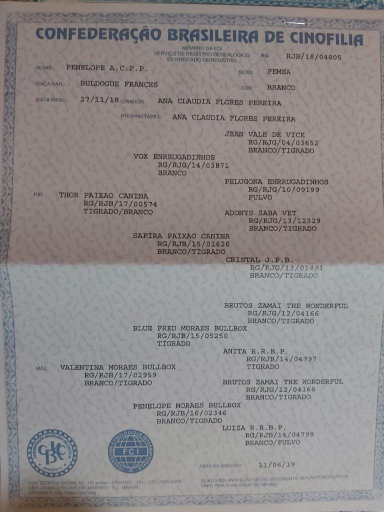 CONFEDERAÇÃO BRASILEIRA DE CINOFILIA
MEMBRO DA FCI
SERVIÇO DE REGISTRO GENEALÓGICO
CERTIFICADO DE REGISTRO
RG RJB/18/04805
NOME: PENELOPE A.C.F.P.
SEXO: FEMEA
RAÇA/VAR: BULDOGUE FRANCES
COR: BRANCO
DATA NASC.: 27/11/18 CRIADOR: ANA CLAUDIA FLORES PEREIRA
PROPRIETÁRIO: ANA CLAUDIA FLORES PEREIRA
JEAN VALE DE VICK
RG/RJG/04/03652
BRANCO/TIGRADO
VOX ENRRUGADINHOS
RG/RJG/14/03871
BRANCO
PELUGONA ENRRUGADINHOS
RG/RJG/10/09199
FULVO
PAI: THOR PAIXAO CANINA
RG/RJB/17/00574
TIGRADO/BRANCO
ADONYS SABA VET
RG/RJG/13/12329
BRANCO/TIGRADO
SAFIRA PAIXAO CANINA
RG/RJB/15/01626
BRANCO/TIGRADO
CRISTAL J.P.B.
RG/RJG/13/01491
BRANCO/TIGRADO
BRUTOS ZAMAI THE WONDERFUL
RG/RJG/12/04166
BRANCO/TIGRADO
BLUE FRED MORAES BULLBOX
RG/RJB/15/05250
TIGRADO
ANITA R.R.B.P.
RG/RJB/14/04797
TIGRADO
MÃE: VALENTINA MORAES BULLBOX
RG/RJB/17/02959
BRANCO/TIGRADO
BRUTOS ZAMAI THE WONDERFUL
RG/RJG/12/04166
BRANCO/TIGRADO
PENELOPE MORAES BULLBOX
RG/RJB/16/02346
BRANCO/TIGRADO
LUIZA R.R.B.P.
RG/RJB/14/04799
BRANCO/FULVO
CBKC
FCI
DATA DA EMISSÃO: 11/06/19